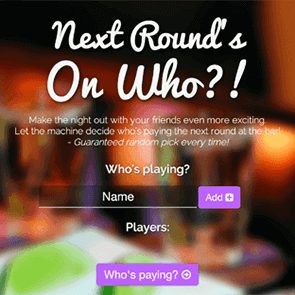 Next Round's
On Who?!
Make the night out with your friends even more exciting.
Let the machine decide who's paying the next round at the bar!
- Guaranteed random pick every time!
Who's playing?
Name
Add
Players:
Who's paying?